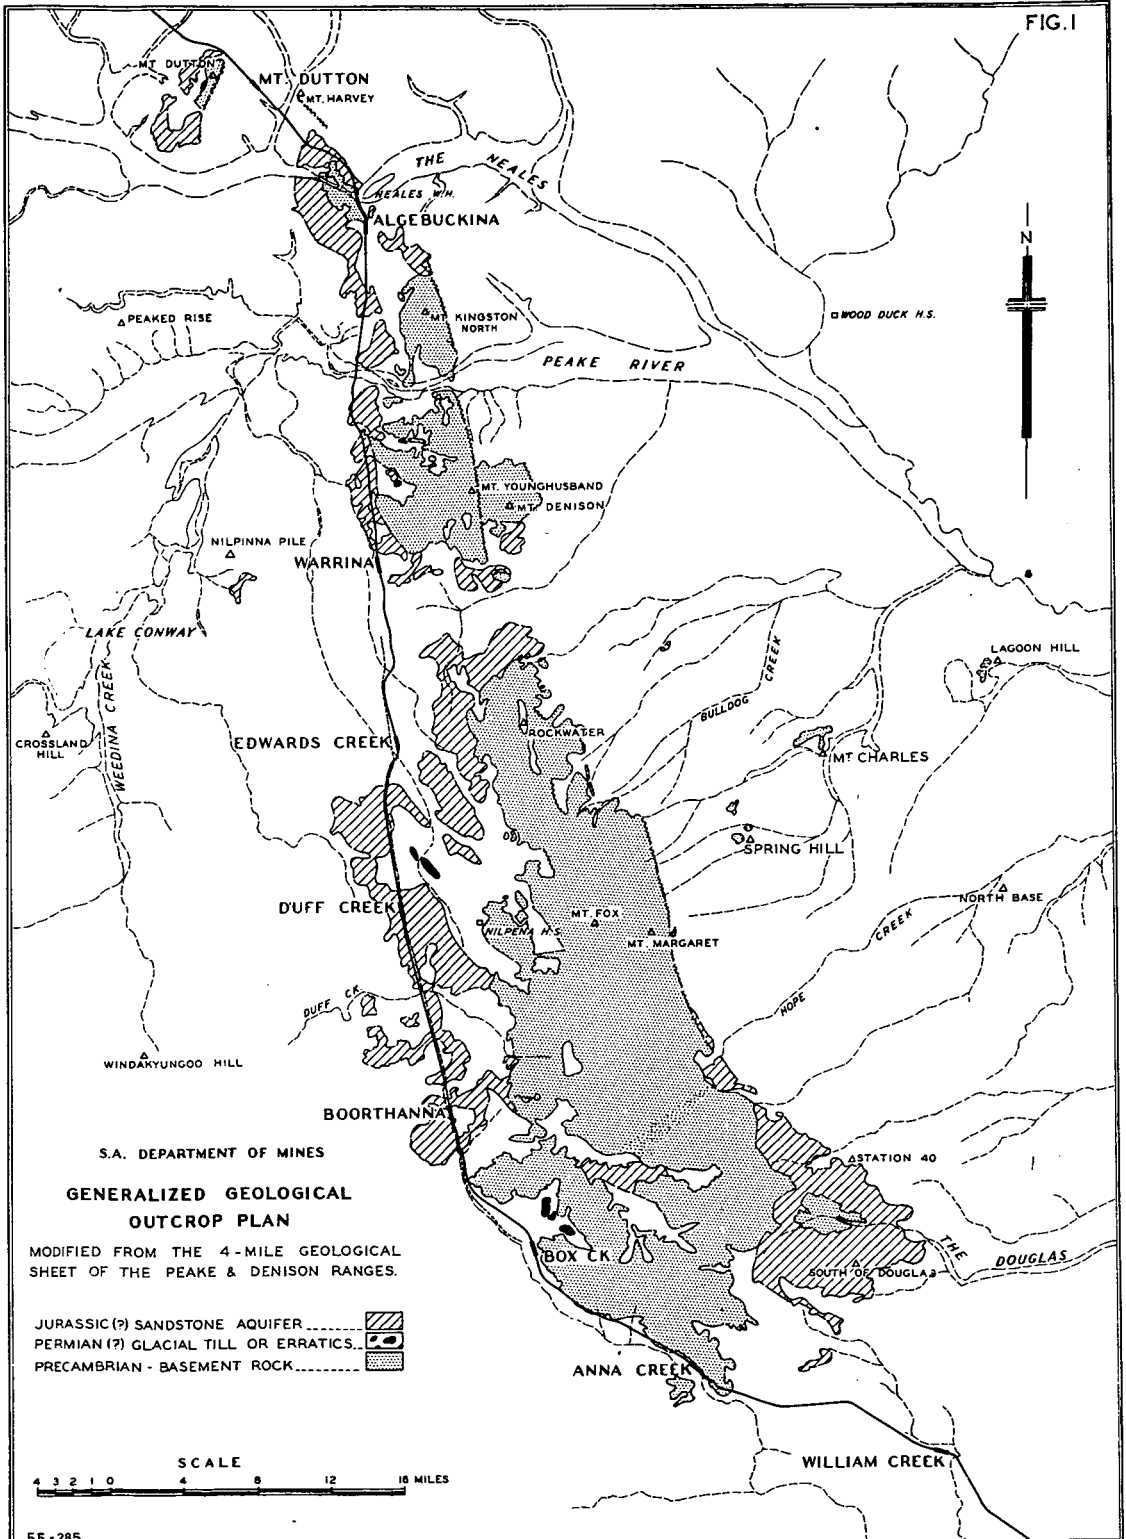 FIG.1
MT DUTTON
MT. DUTTON
MT. HARVEY
THE NEALES
NEALES W.H.
ALGEBUCKINA
N
PEAKED RISE
MT. KINGSTON
NORTH
WOOD DUCK H.S.
PEAKE RIVER
MT. YOUNGHUSBAND
MT. DENISON
NILPINNA PILE
WARRINA
LAKE CONWAY
WEEDINA CREEK
BULLDOG CREEK
LAGOON HILL
CROSSLAND
HILL
EDWARDS CREEK
ROCKWATER
MT CHARLES
SPRING HILL
DUFF CREEK
MT. FOX
NORTH BASE
NILPENA H.S.
MT. MARGARET
HOPE CREEK
DUFF CK.
WINDAKYUNGOO HILL
BOORTHANNA
STATION 40
S.A. DEPARTMENT OF MINES
GENERALIZED GEOLOGICAL
OUTCROP PLAN
MODIFIED FROM THE 4-MILE GEOLOGICAL
SHEET OF THE PEAKE & DENISON RANGES.
BOX CK
THE DOUGLAS
SOUTH OF DOUGLAS
JURASSIC(?) SANDSTONE AQUIFER
PERMIAN(?) GLACIAL TILL OR ERRATICS
PRECAMBRIAN - BASEMENT ROCK
ANNA CREEK
WILLIAM CREEK
SCALE
4 3 2 1 0 4 8 12 16 MILES
55-285